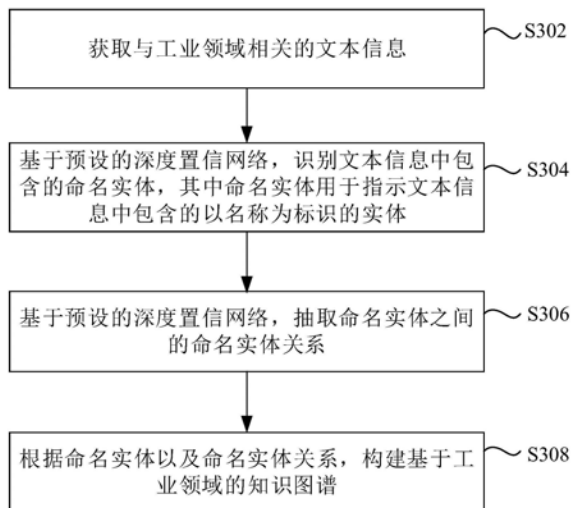 获取与工业领域相关的文本信息
S302
基于预设的深度置信网络，识别文本信息中包
含的命名实体，其中命名实体用于指示文本信
息中包含的以名称为标识的实体
S304
基于预设的深度置信网络，抽取命名实体之间
的命名实体关系
S306
根据命名实体以及命名实体关系，构建基于工
业领域的知识图谱
S308